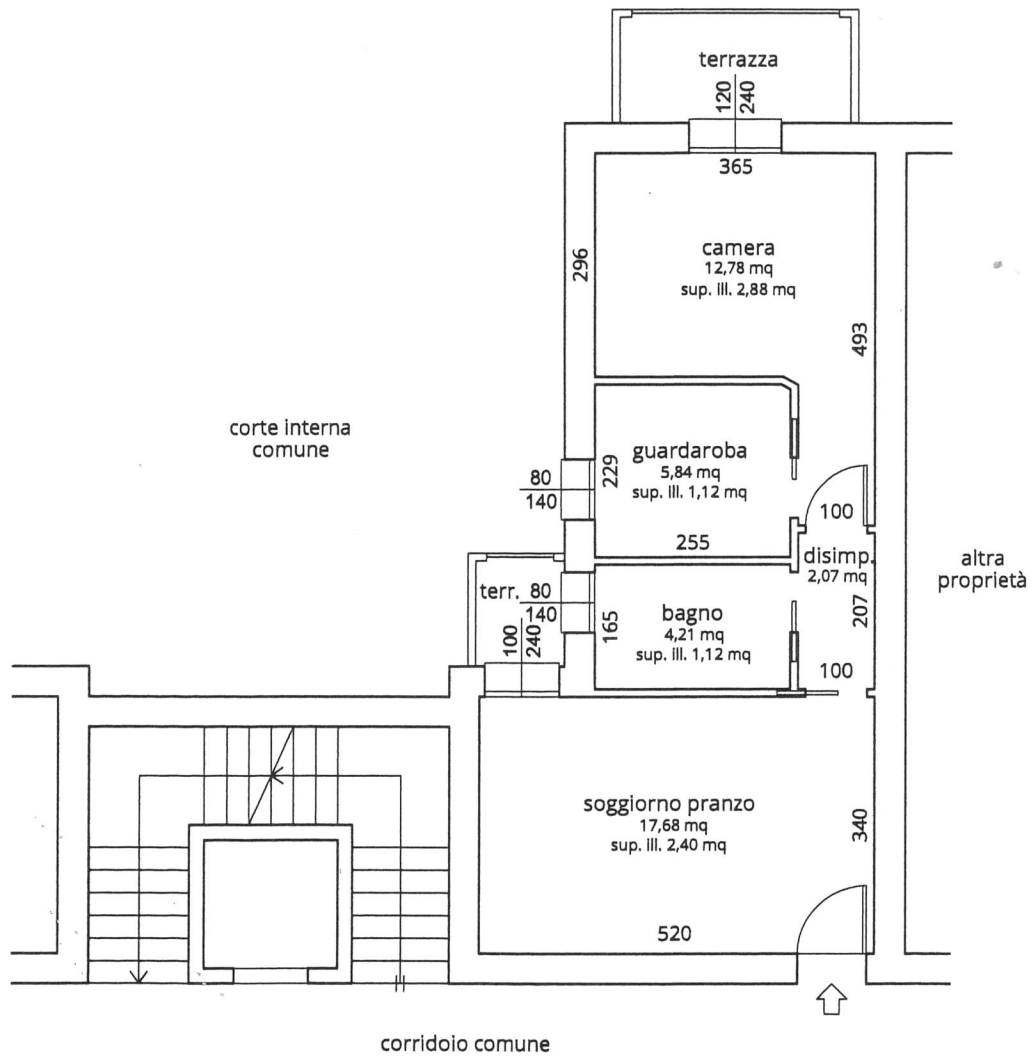 terrazza
120
240
365
camera
12,78 mq
sup. ill. 2,88 mq
296
493
corte interna
comune
guardaroba
5,84 mq
sup. ill. 1,12 mq
229
80
140
255
100
disimp.
2,07 mq
207
altra
proprietà
terr.
80
140
100
240
165
bagno
4,21 mq
sup. ill. 1,12 mq
100
soggiorno pranzo
17,68 mq
sup. ill. 2,40 mq
340
520
corridoio comune